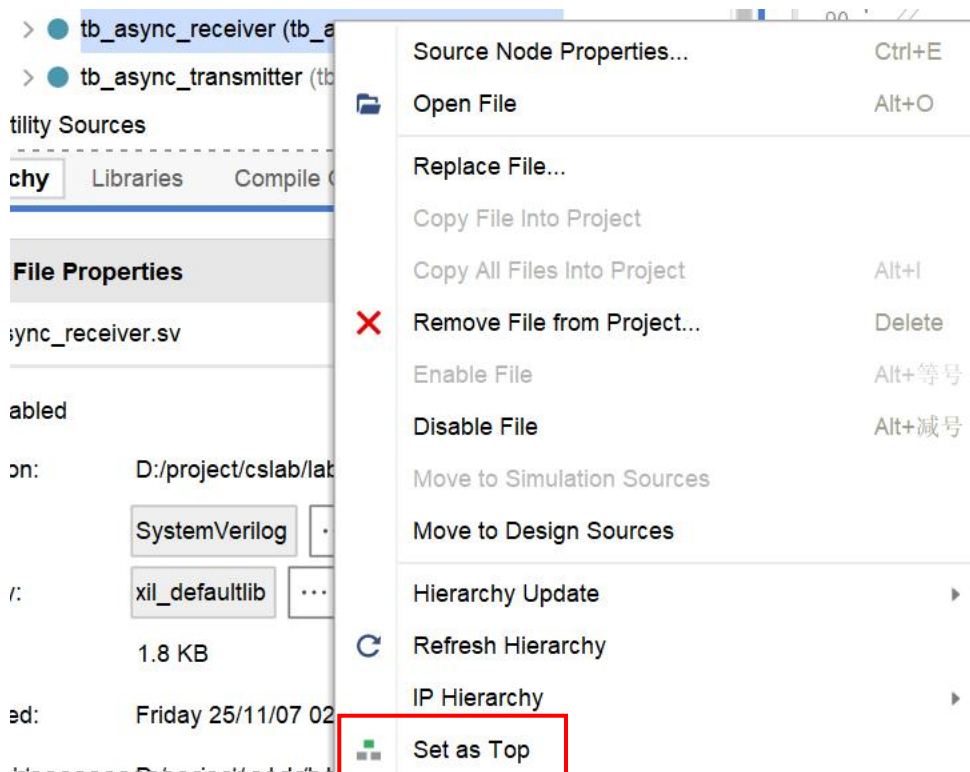 tb_async_receiver (tb_a
tb_async_transmitter (tb
tility Sources
chy Libraries Compile
File Properties
ync_receiver.sv
abled
on: D:/project/cslab/lab
SystemVerilog
xil_defaultlib ...
1.8 KB
ed: Friday 25/11/07 02
Source Node Properties... Ctrl+E
Open File Alt+O
Replace File...
Copy File Into Project
Copy All Files Into Project Alt+I
Remove File from Project... Delete
Enable File Alt+等号
Disable File Alt+减号
Move to Simulation Sources
Move to Design Sources
Hierarchy Update
Refresh Hierarchy
IP Hierarchy
Set as Top